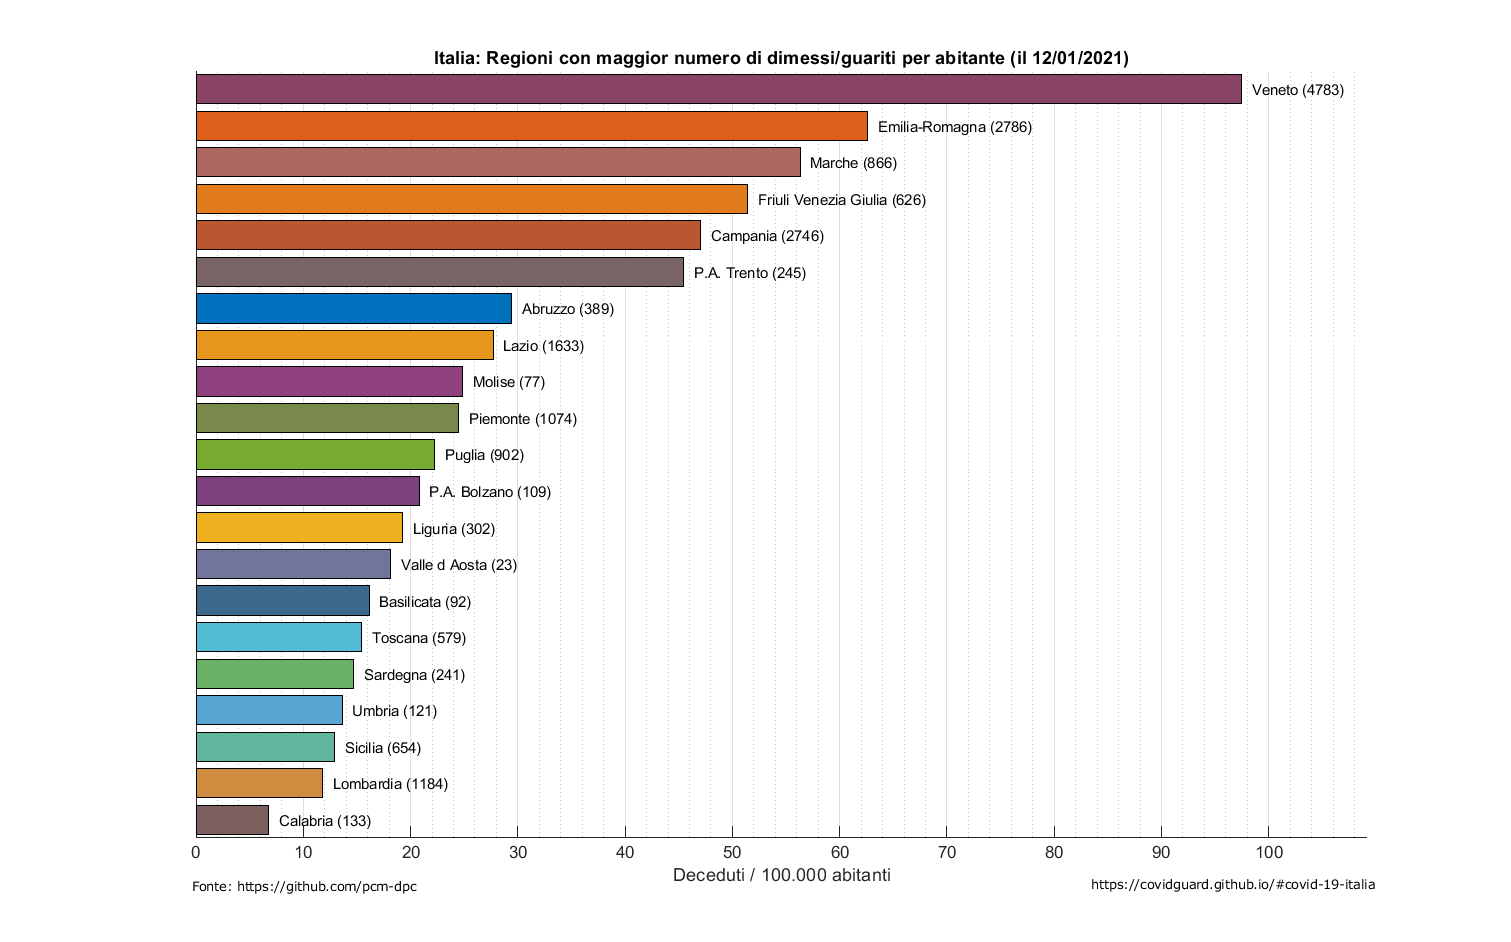 Italia: Regioni con maggior numero di dimessi/guariti per abitante (il 12/01/2021)
Veneto (4783)
Emilia-Romagna (2786)
Marche (866)
Friuli Venezia Giulia (626)
Campania (2746)
P.A. Trento (245)
Abruzzo (389)
Lazio (1633)
Molise (77)
Piemonte (1074)
Puglia (902)
P.A. Bolzano (109)
Liguria (302)
Valle d Aosta (23)
Basilicata (92)
Toscana (579)
Sardegna (241)
Umbria (121)
Sicilia (654)
Lombardia (1184)
Calabria (133)
0 10 20 30 40 50 60 70 80 90 100
Deceduti / 100.000 abitanti
Fonte: https://github.com/pcm-dpc
https://covidguard.github.io/#covid-19-italia